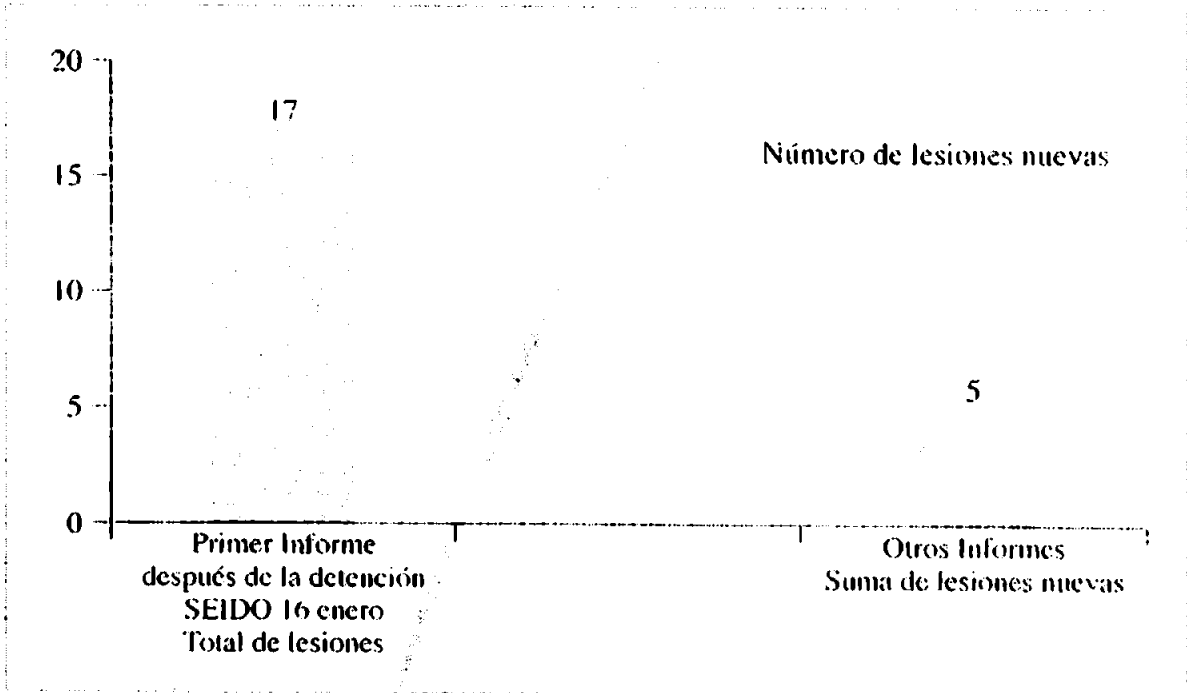 20
17
Número de lesiones nuevas
15
10
5
5
0
Primer Informe
después de la detención
SEIDO 16 enero
Total de lesiones
Otros Informes
Suma de lesiones nuevas